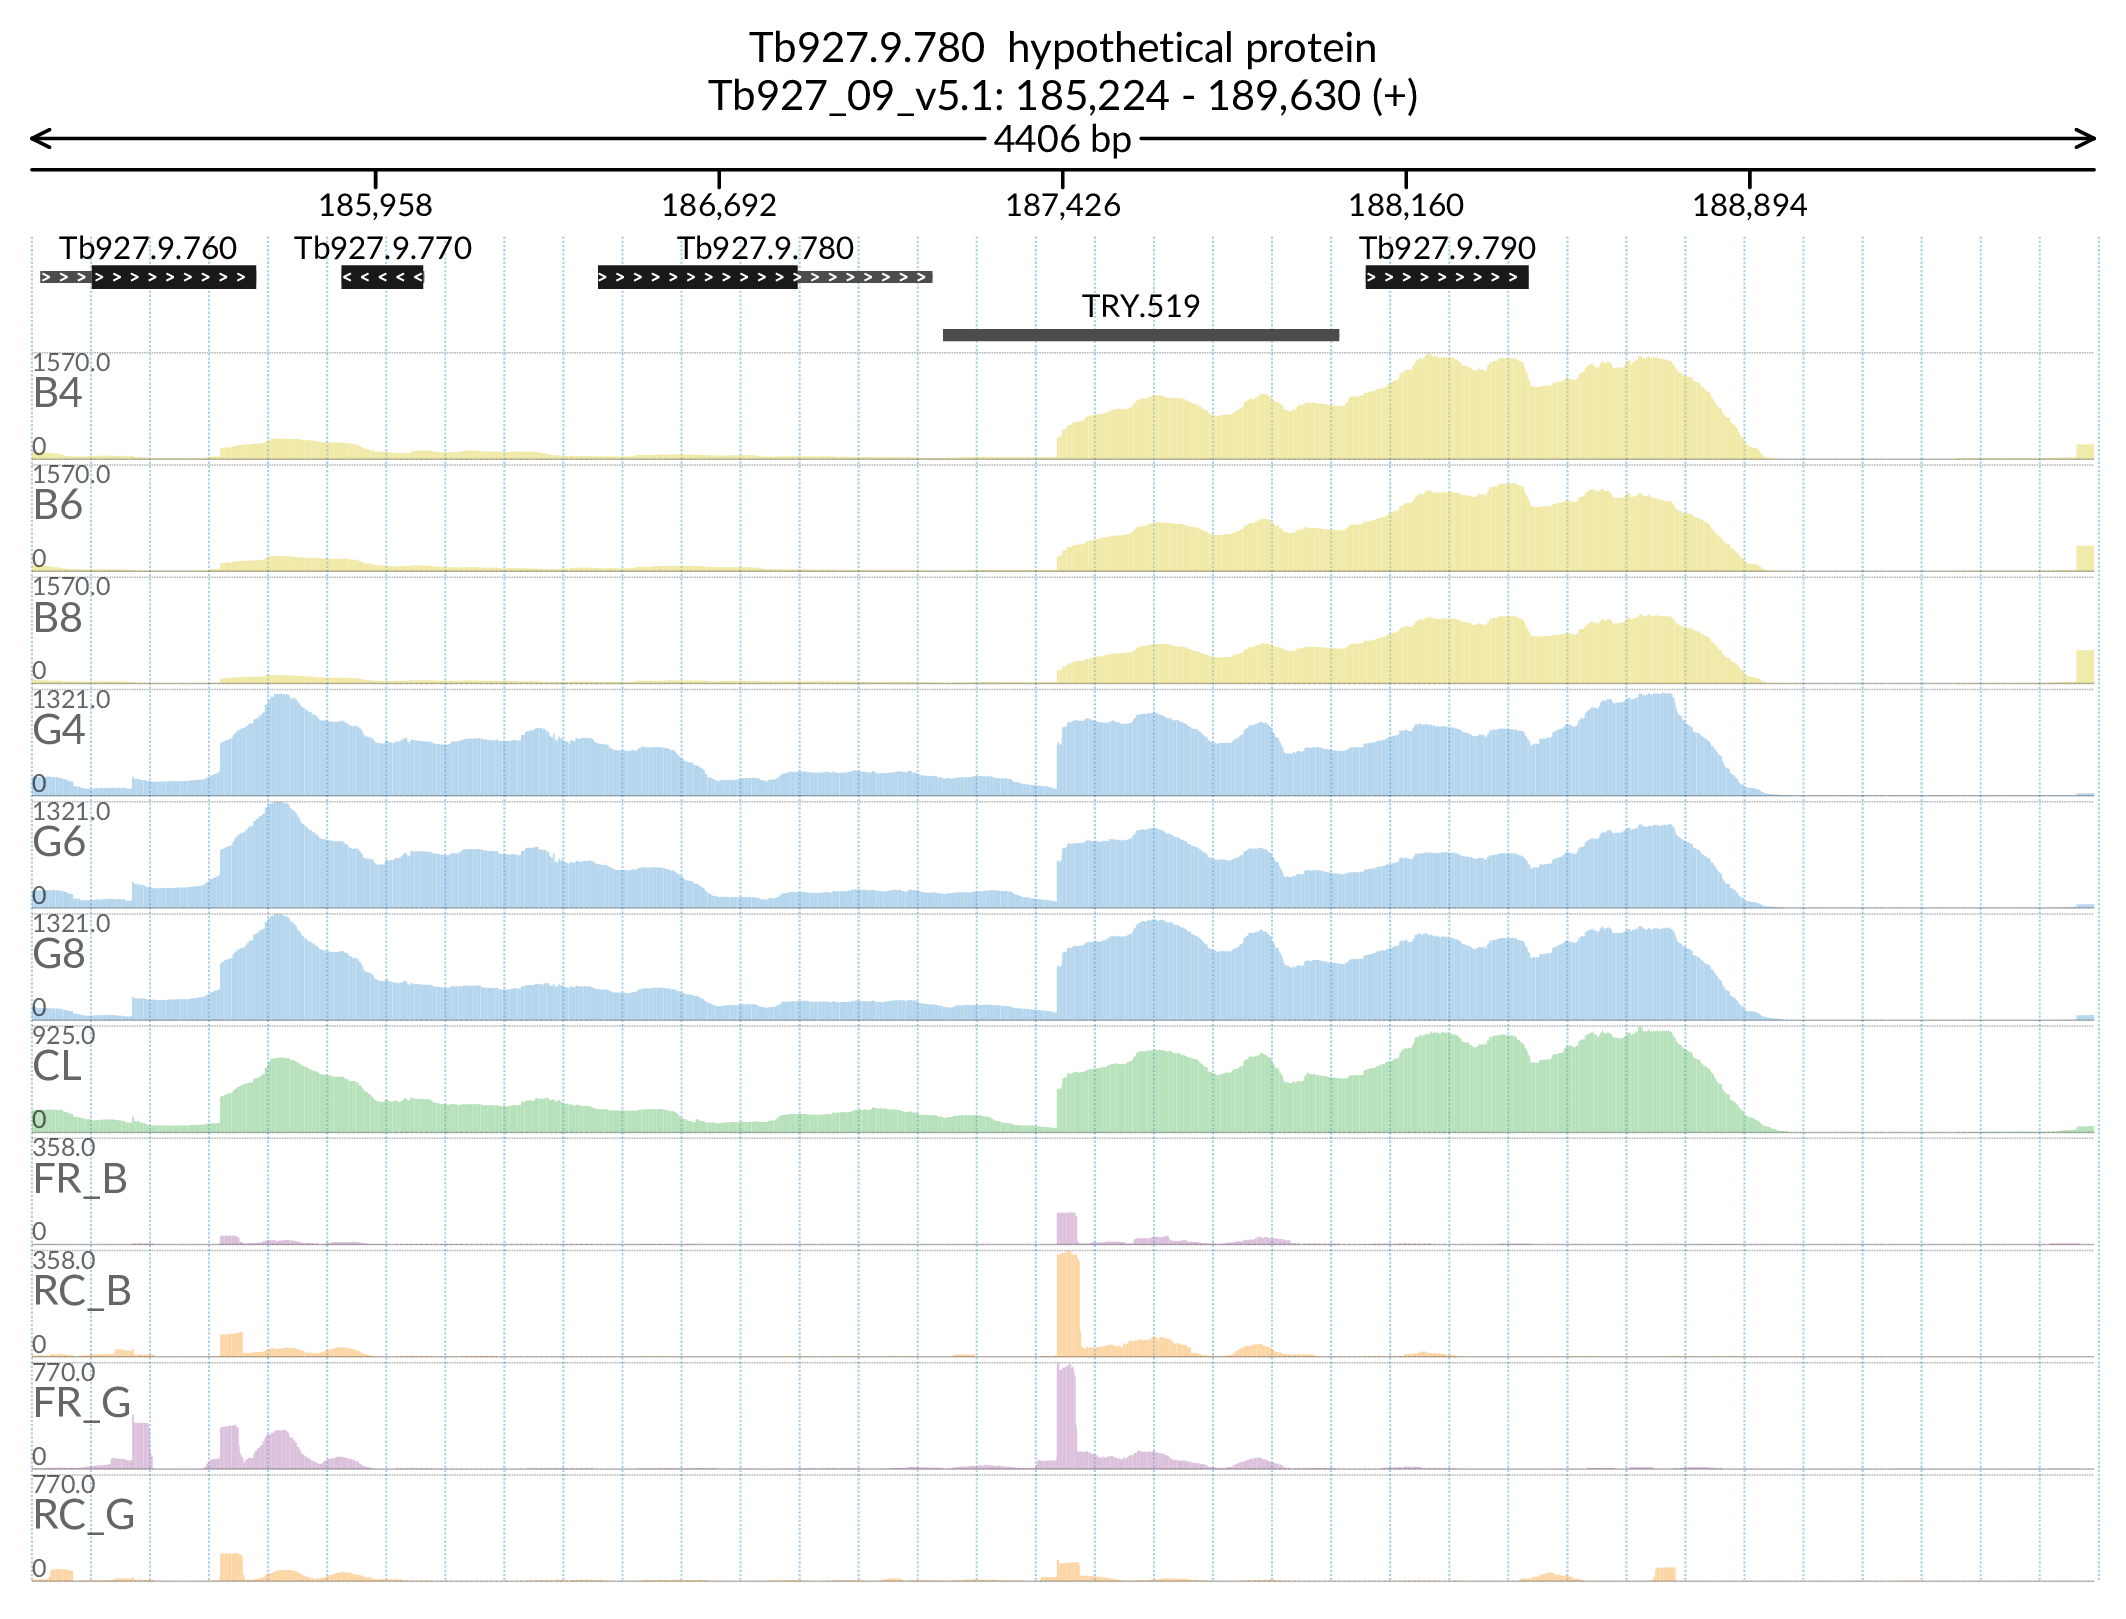 Tb927.9.780  hypothetical protein
Tb927_09_v5.1: 185,224 - 189,630 (+)
4406 bp
185,958 186,692 187,426 188,160 188,894
Tb927.9.760 Tb927.9.770 Tb927.9.780 Tb927.9.790
TRY.519
1570.0
B4
0
1570.0
B6
0
1570.0
B8
0
1321.0
G4
0
1321.0
G6
0
1321.0
G8
0
925.0
CL
0
358.0
FR_B
0
358.0
RC_B
0
770.0
FR_G
0
770.0
RC_G
0